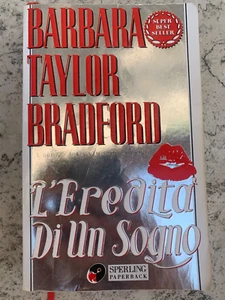 BARBARA
TAYLOR
BRADFORD
SUPER
BEST
SELLER
L'Eredità
Di Un Sogno
SPERLING
PAPERBACK